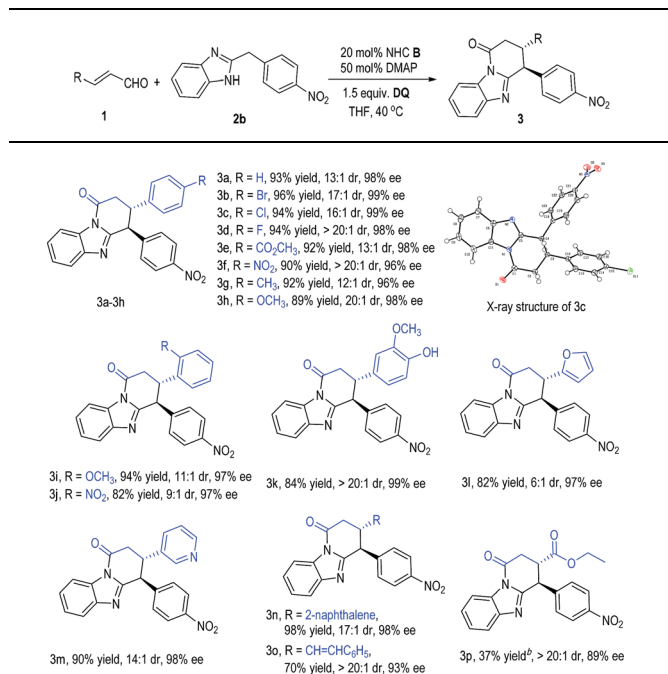 20 mol% NHC B
50 mol% DMAP
1.5 equiv. DQ
THF, 40 °C
R CHO + N N H NO₂
1 2b
O R N N NO₂
3
O R N N NO₂
3a-3h
3a, R = H, 93% yield, 13:1 dr, 98% ee
3b, R = Br, 96% yield, 17:1 dr, 99% ee
3c, R = Cl, 94% yield, 16:1 dr, 99% ee
3d, R = F, 94% yield, > 20:1 dr, 98% ee
3e, R = CO₂CH₃, 92% yield, 13:1 dr, 98% ee
3f, R = NO₂, 90% yield, > 20:1 dr, 96% ee
3g, R = CH₃, 92% yield, 12:1 dr, 96% ee
3h, R = OCH₃, 89% yield, 20:1 dr, 98% ee
X-ray structure of 3c
O R N N NO₂
3i, R = OCH₃, 94% yield, 11:1 dr, 97% ee
3j, R = NO₂, 82% yield, 9:1 dr, 97% ee
O OCH₃ OH N N NO₂
3k, 84% yield, > 20:1 dr, 99% ee
O O N N NO₂
3l, 82% yield, 6:1 dr, 97% ee
O N N N NO₂
3m, 90% yield, 14:1 dr, 98% ee
O R N N NO₂
3n, R = 2-naphthalene,
98% yield, 17:1 dr, 98% ee
3o, R = CH=CHC₆H₅,
70% yield, > 20:1 dr, 93% ee
O O O N N NO₂
3p, 37% yieldᵇ, > 20:1 dr, 89% ee